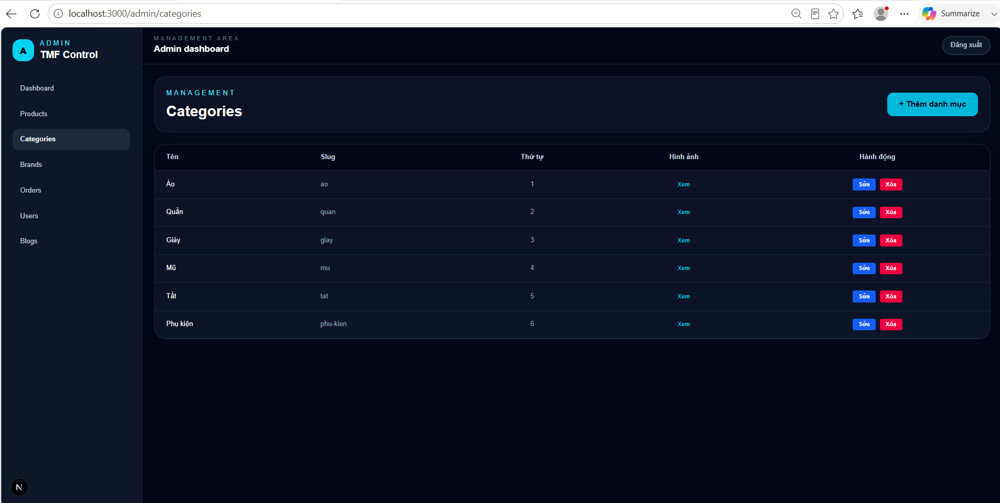 localhost:3000/admin/categories
Summarize
A
ADMIN
TMF Control
MANAGEMENT AREA
Admin dashboard
Đăng xuất
Dashboard
Products
Categories
Brands
Orders
Users
Blogs
MANAGEMENT
Categories
+ Thêm danh mục
Tên Slug Thứ tự Hình ảnh Hành động
Áo ao 1 Xem Sửa Xóa
Quần quan 2 Xem Sửa Xóa
Giày giay 3 Xem Sửa Xóa
Mũ mu 4 Xem Sửa Xóa
Tất tat 5 Xem Sửa Xóa
Phụ kiện phu-kien 6 Xem Sửa Xóa
N